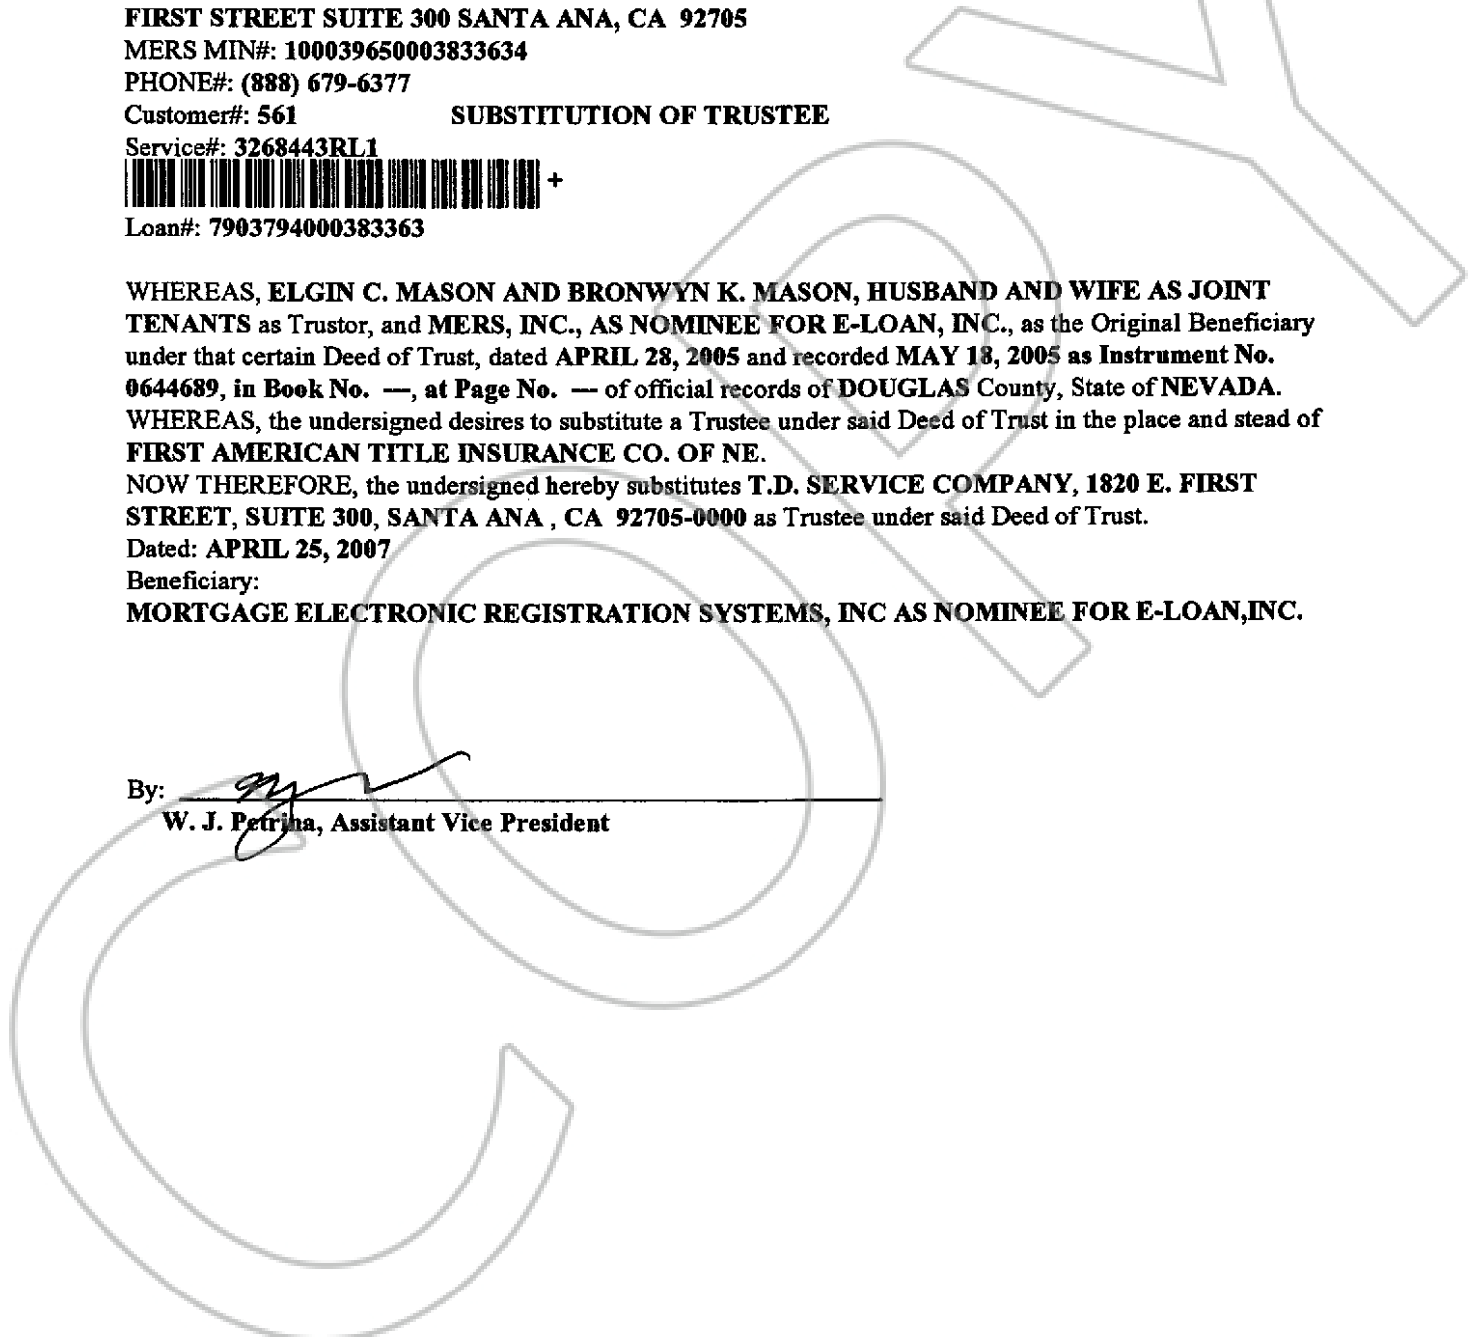 FIRST STREET SUITE 300 SANTA ANA, CA 92705
MERS MIN#: 100039650003833634
PHONE#: (888) 679-6377
Customer#: 561 SUBSTITUTION OF TRUSTEE
Service#: 3268443RL1
+
Loan#: 7903794000383363
WHEREAS, ELGIN C. MASON AND BRONWYN K. MASON, HUSBAND AND WIFE AS JOINT
TENANTS as Trustor, and MERS, INC., AS NOMINEE FOR E-LOAN, INC., as the Original Beneficiary
under that certain Deed of Trust, dated APRIL 28, 2005 and recorded MAY 18, 2005 as Instrument No.
0644689, in Book No. ---, at Page No. --- of official records of DOUGLAS County, State of NEVADA.
WHEREAS, the undersigned desires to substitute a Trustee under said Deed of Trust in the place and stead of
FIRST AMERICAN TITLE INSURANCE CO. OF NE.
NOW THEREFORE, the undersigned hereby substitutes T.D. SERVICE COMPANY, 1820 E. FIRST
STREET, SUITE 300, SANTA ANA , CA 92705-0000 as Trustee under said Deed of Trust.
Dated: APRIL 25, 2007
Beneficiary:
MORTGAGE ELECTRONIC REGISTRATION SYSTEMS, INC AS NOMINEE FOR E-LOAN,INC.
By:
W. J. Petriha, Assistant Vice President
COPY